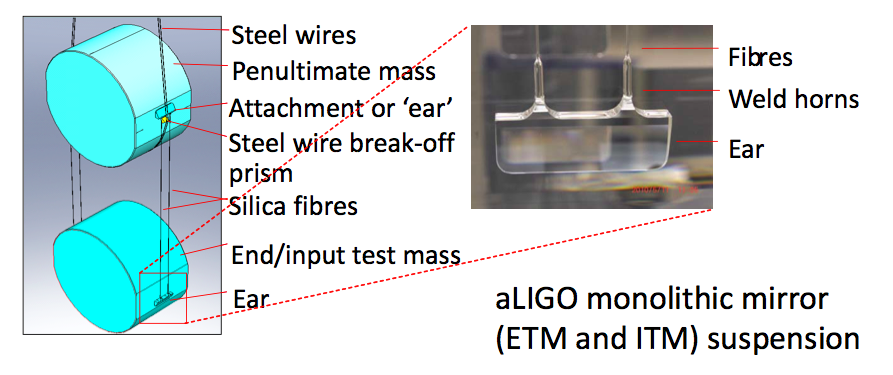 Steel wires
Penultimate mass
Attachment or ‘ear’
Steel wire break-off
prism
Silica fibres
End/input test mass
Ear
Fibres
Weld horns
Ear
aLIGO monolithic mirror
(ETM and ITM) suspension